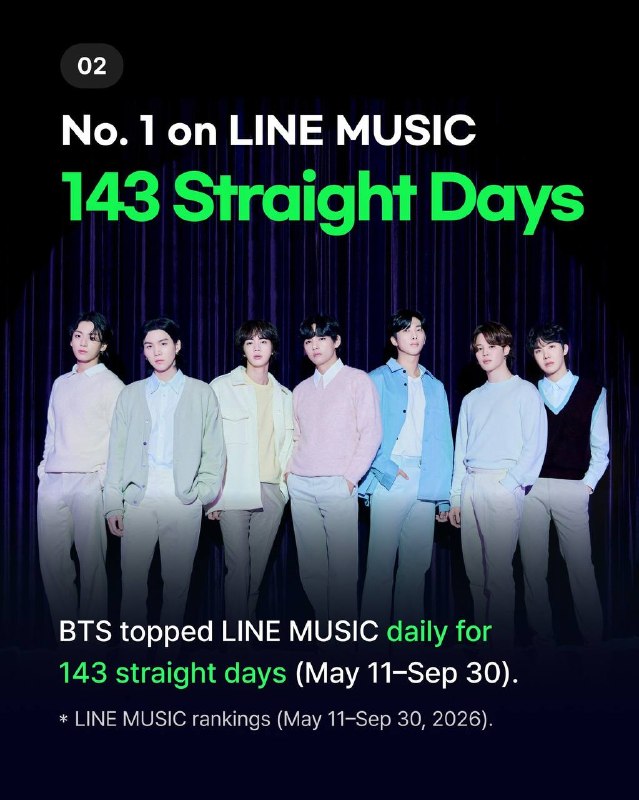 02
No. 1 on LINE MUSIC
143 Straight Days
BTS topped LINE MUSIC daily for
143 straight days (May 11–Sep 30).
* LINE MUSIC rankings (May 11–Sep 30, 2026).